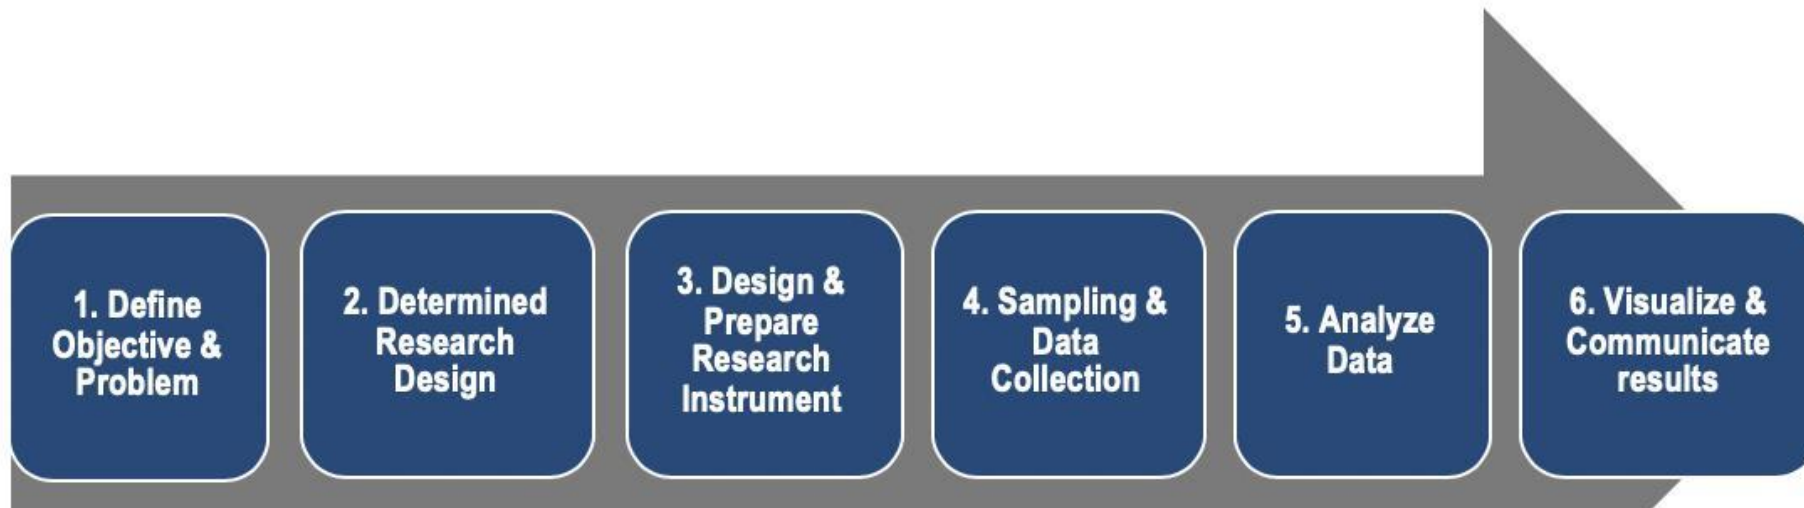 1. Define
Objective &
Problem
2. Determined
Research
Design
3. Design &
Prepare
Research
Instrument
4. Sampling &
Data
Collection
5. Analyze
Data
6. Visualize &
Communicate
results